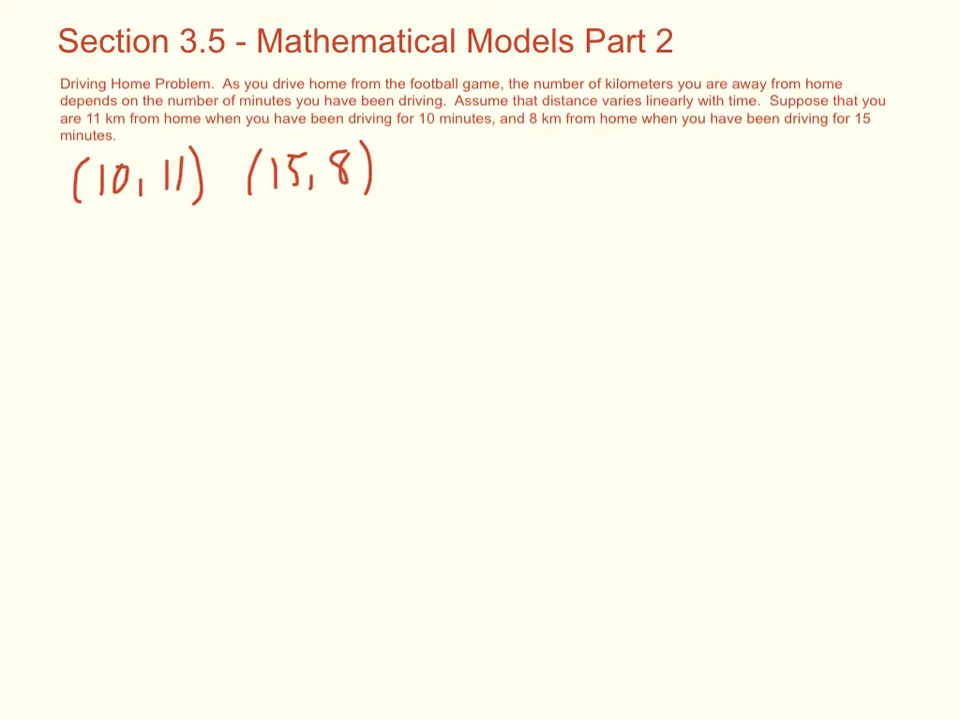 Section 3.5 - Mathematical Models Part 2
Driving Home Problem.  As you drive home from the football game, the number of kilometers you are away from home
depends on the number of minutes you have been driving.  Assume that distance varies linearly with time.  Suppose that you
are 11 km from home when you have been driving for 10 minutes, and 8 km from home when you have been driving for 15
minutes.
(10, 11) (15, 8)